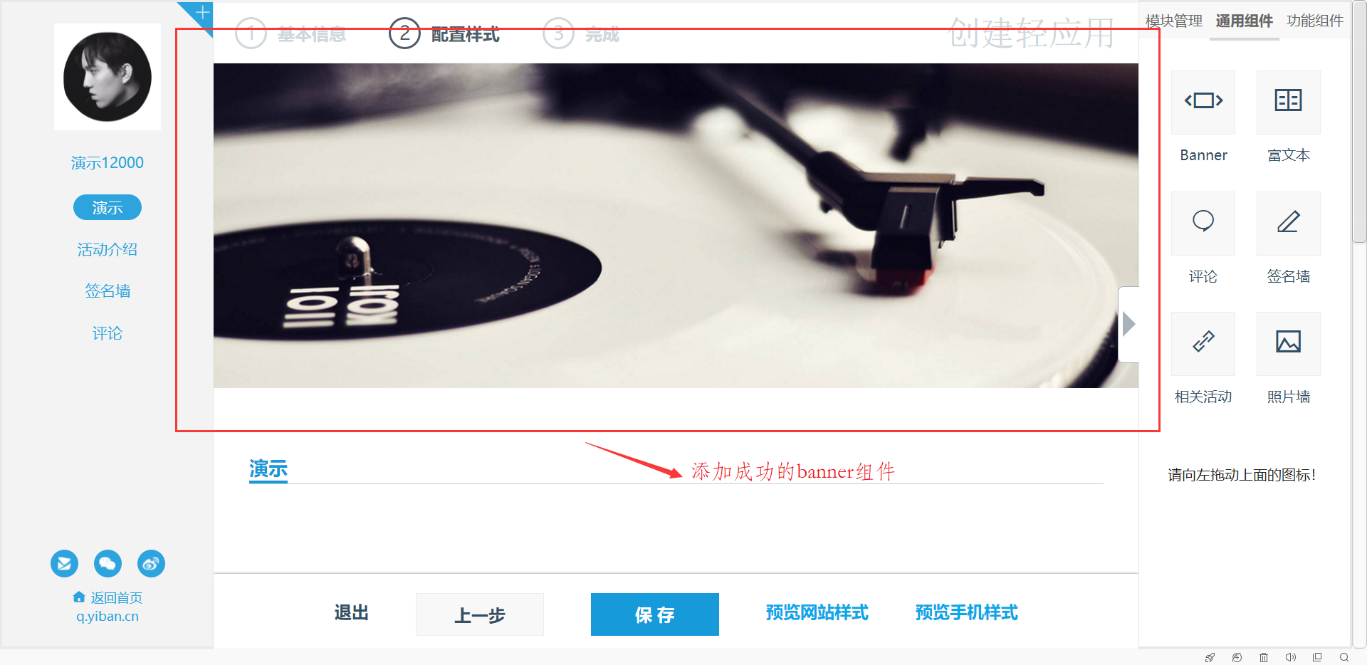 1 基本信息 2 配置样式 3 完成
创建轻应用
模块管理 通用组件 功能组件
演示12000
演示
活动介绍
签名墙
评论
返回首页
q.yiban.cn
KOJI
Banner 富文本
评论 签名墙
相关活动 照片墙
请向左拖动上面的图标！
演示
添加成功的banner组件
退出 上一步 保 存 预览网站样式 预览手机样式